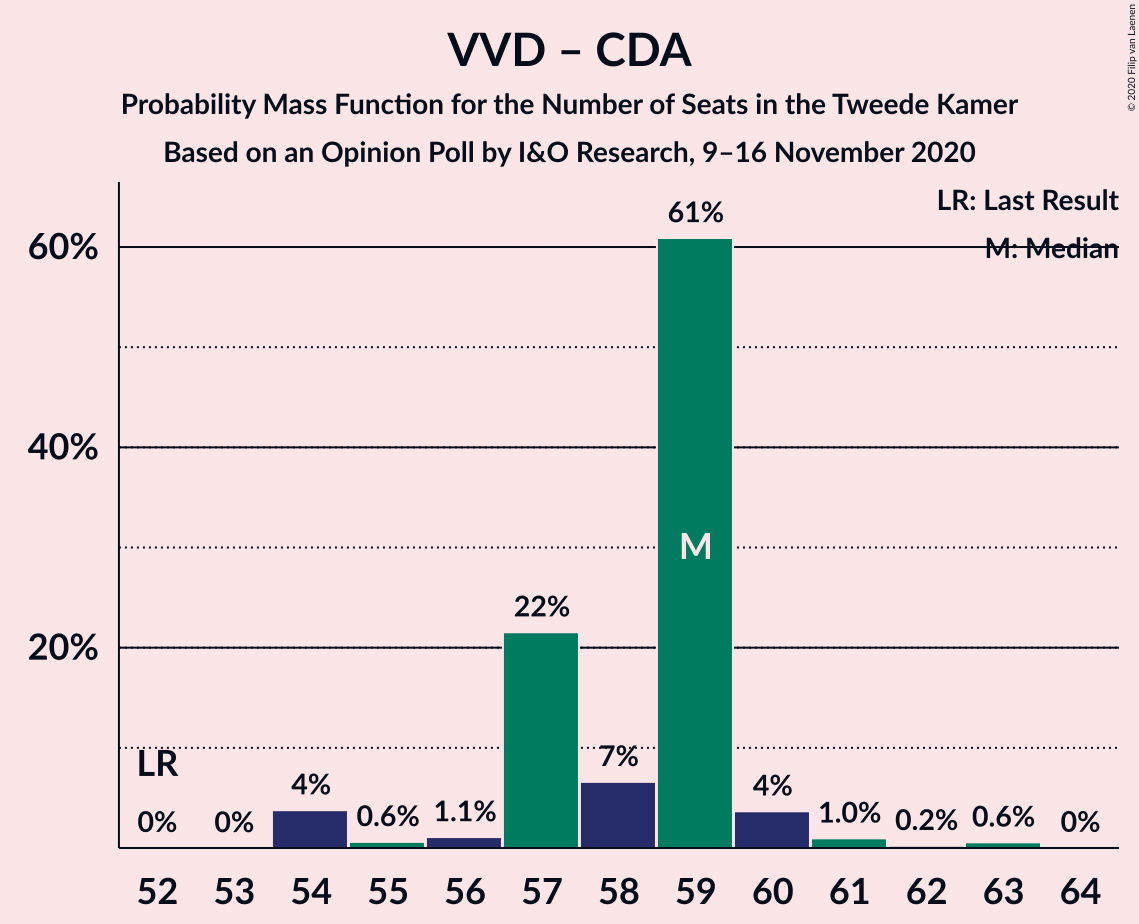 VVD – CDA
Probability Mass Function for the Number of Seats in the Tweede Kamer
Based on an Opinion Poll by I&O Research, 9–16 November 2020
© 2020 Filip van Laenen
LR: Last Result
M: Median
60%
40%
20%
LR
0%
0%
4%
0.6%
1.1%
22%
7%
61%
M
4%
1.0%
0.2%
0.6%
0%
52 53 54 55 56 57 58 59 60 61 62 63 64